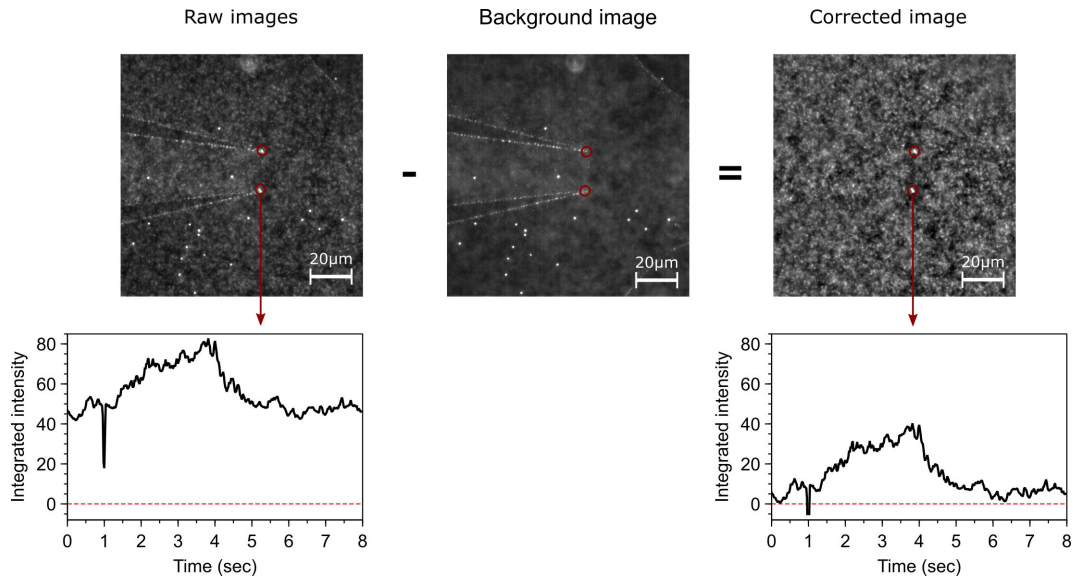 Raw images
Background image
Corrected image
-
=
20µm
20µm
20µm
80
60
40
20
0
Integrated intensity
0 1 2 3 4 5 6 7 8
Time (sec)
80
60
40
20
0
Integrated intensity
0 1 2 3 4 5 6 7 8
Time (sec)